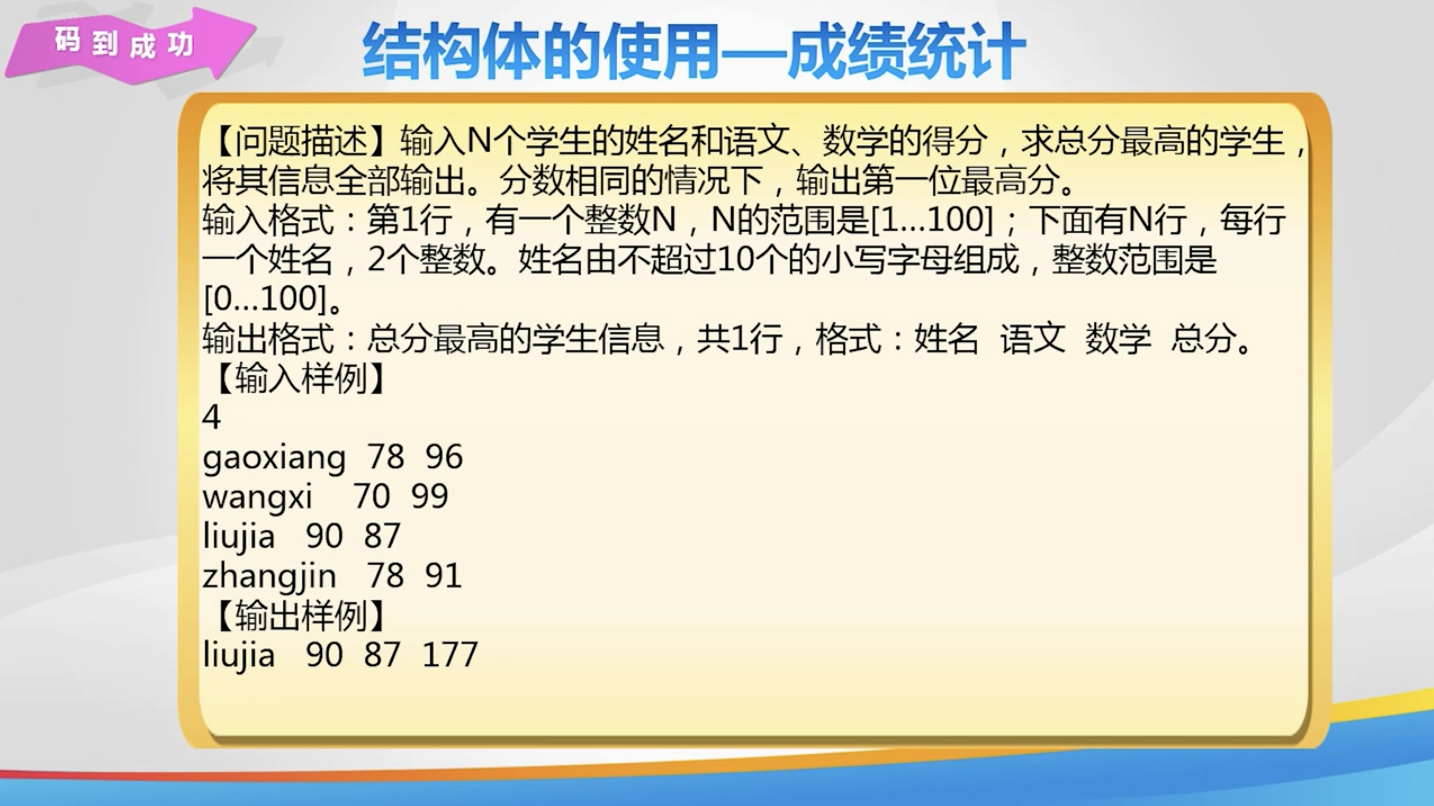 码到成功
结构体的使用—成绩统计
【问题描述】输入N个学生的姓名和语文、数学的得分，求总分最高的学生，
将其信息全部输出。分数相同的情况下，输出第一位最高分。
输入格式：第1行，有一个整数N，N的范围是[1...100]；下面有N行，每行
一个姓名，2个整数。姓名由不超过10个的小写字母组成，整数范围是
[0...100]。
输出格式：总分最高的学生信息，共1行，格式：姓名 语文 数学 总分。
【输入样例】
4
gaoxiang 78 96
wangxi 70 99
liujia 90 87
zhangjin 78 91
【输出样例】
liujia 90 87 177